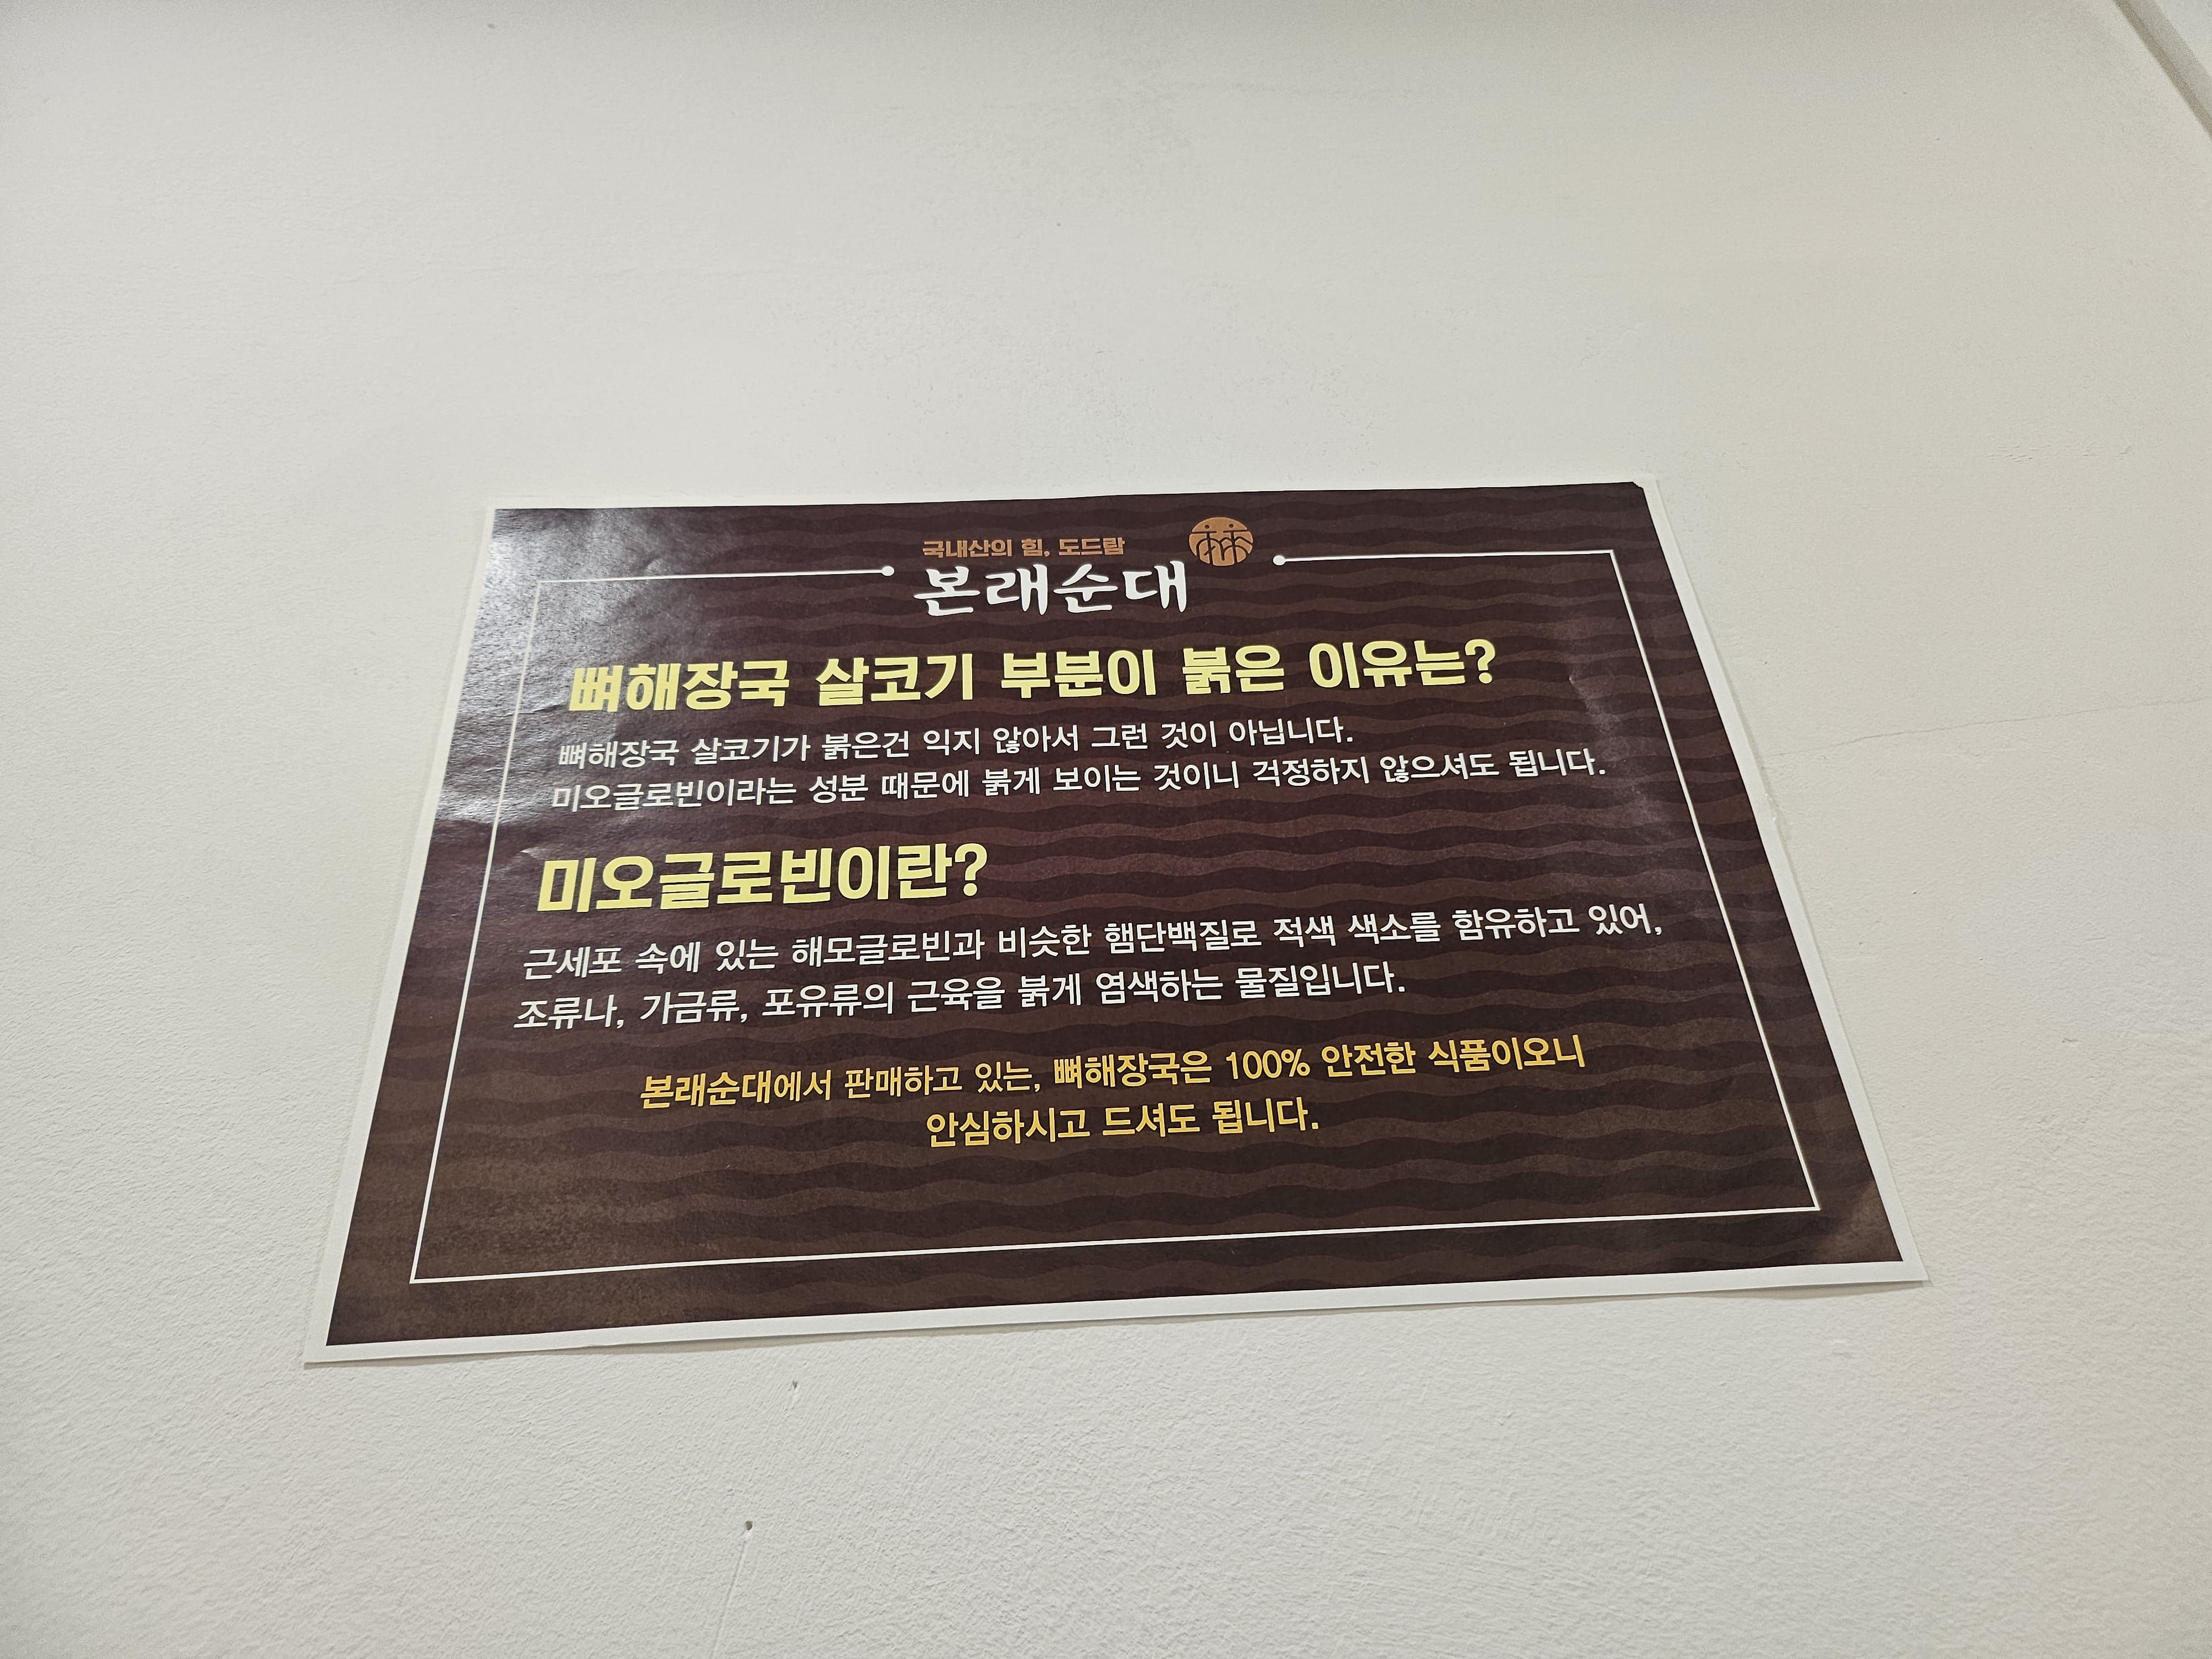 국내산의 힘, 도드람
본래순대
뼈해장국 살코기 부분이 붉은 이유는?
뼈해장국 살코기가 붉은건 익지 않아서 그런 것이 아닙니다.
미오글로빈이라는 성분 때문에 붉게 보이는 것이니 걱정하지 않으셔도 됩니다.
미오글로빈이란?
근세포 속에 있는 해모글로빈과 비슷한 햄단백질로 적색 색소를 함유하고 있어,
조류나, 가금류, 포유류의 근육을 붉게 염색하는 물질입니다.
본래순대에서 판매하고 있는, 뼈해장국은 100% 안전한 식품이오니
안심하시고 드셔도 됩니다.